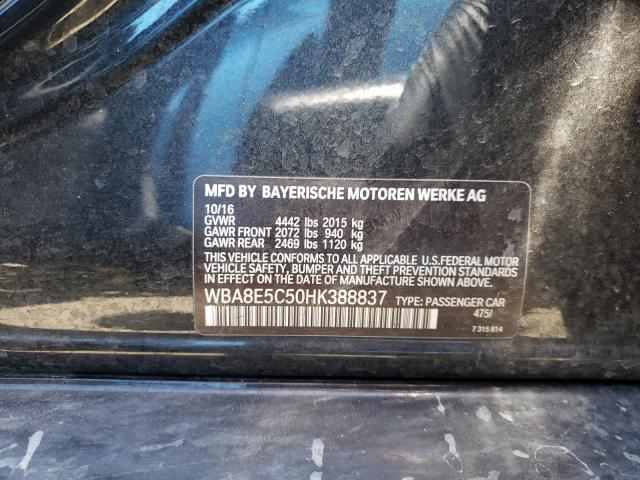 MFD BY BAYERISCHE MOTOREN WERKE AG
10/16
GVWR 4442 lbs 2015 kg
GAWR FRONT 2072 lbs 940 kg
GAWR REAR 2469 lbs 1120 kg
THIS VEHICLE CONFORMS TO ALL APPLICABLE U.S.FEDERAL MOTOR
VEHICLE SAFETY, BUMPER AND THEFT PREVENTION STANDARDS
IN EFFECT ON THE DATE OF MANUFACTURE SHOWN ABOVE.
WBA8E5C50HK388837 TYPE: PASSENGER CAR
475/
7 315 814